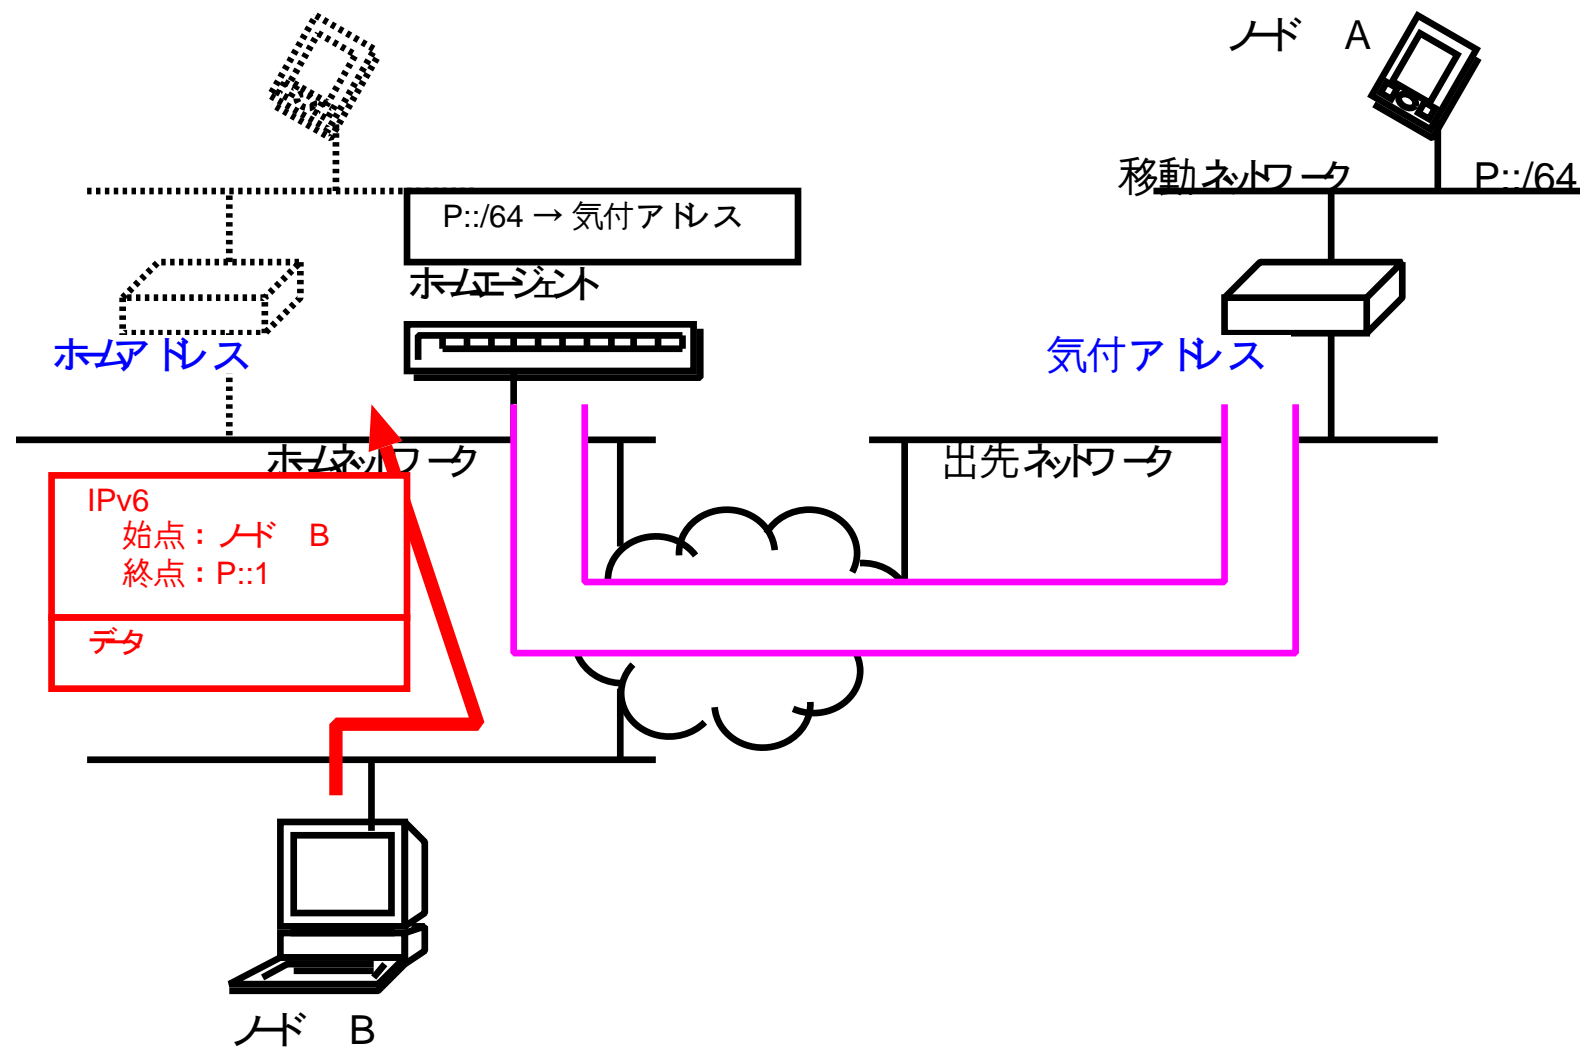 ノード A
移動ネットワーク P::/64
P::/64 → 気付アドレス
ホームエージェント
ホームアドレス
気付アドレス
ホームネットワーク
出先ネットワーク
IPv6
始点：ノード B
終点：P::1
データ
ノード B